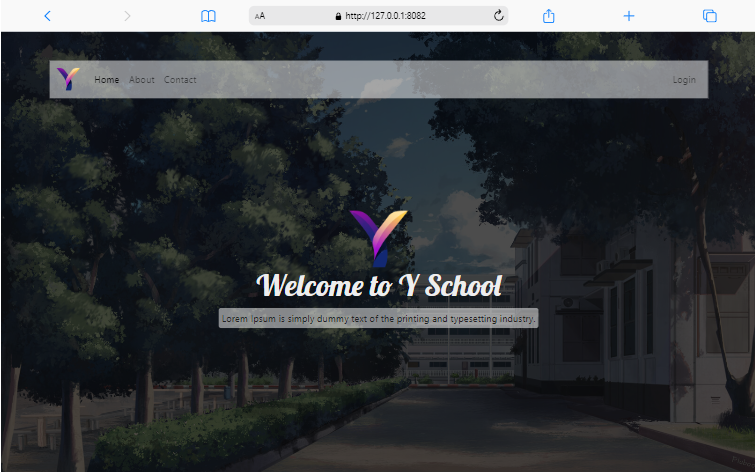 AA http://127.0.0.1:8082
Home About Contact Login
Y
Welcome to Y School
Lorem Ipsum is simply dummy text of the printing and typesetting industry.